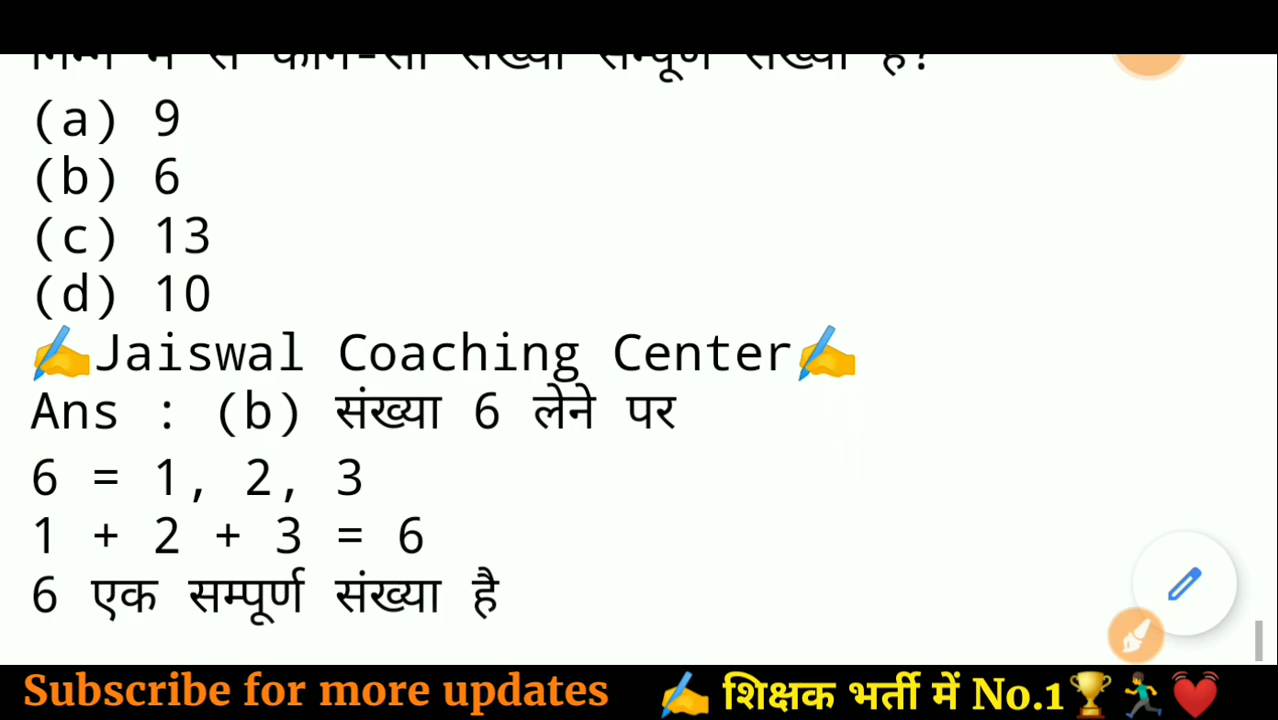 निम्न में से कौन-सी संख्या सम्पूर्ण संख्या है?
(a) 9
(b) 6
(c) 13
(d) 10
✍️Jaiswal Coaching Center✍️
Ans : (b) संख्या 6 लेने पर
6 = 1, 2, 3
1 + 2 + 3 = 6
6 एक सम्पूर्ण संख्या है
Subscribe for more updates ✍️ शिक्षक भर्ती में No.1🏆🏃‍♂️💓